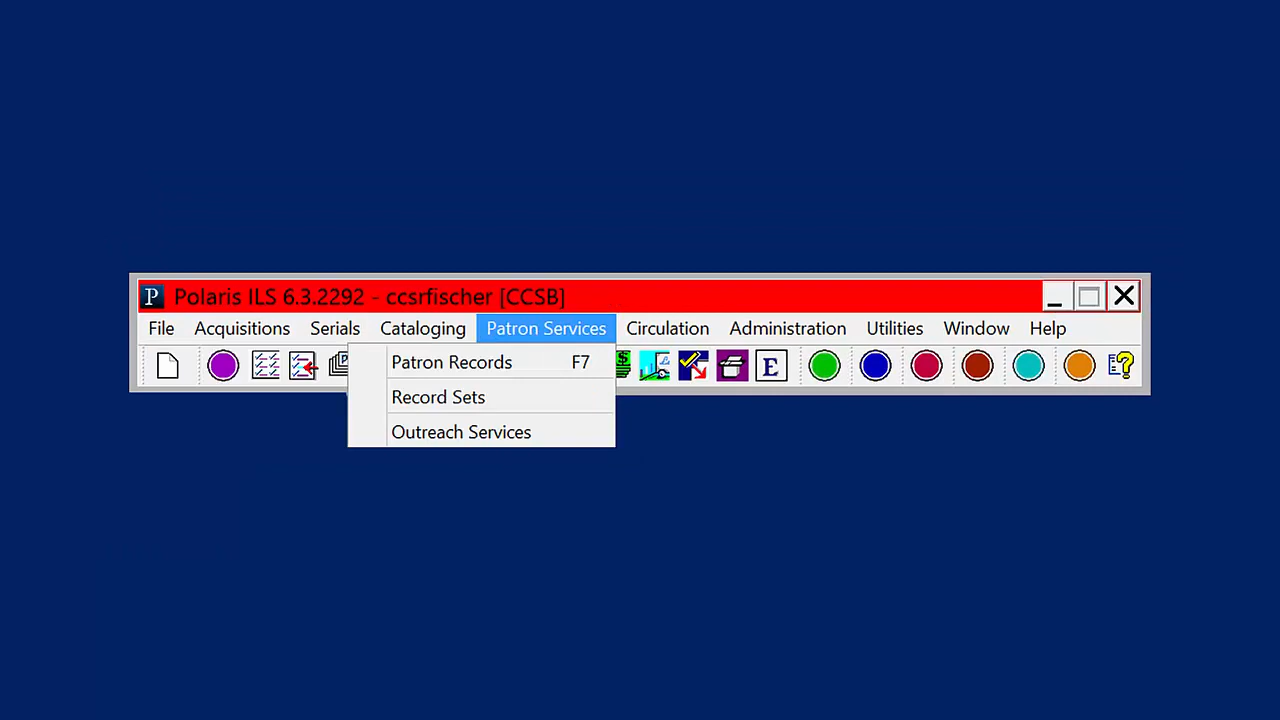 P Polaris ILS 6.3.2292 - ccsrfischer [CCSB]
File Acquisitions Serials Cataloging Patron Services Circulation Administration Utilities Window Help
P $ E ?
Patron Records F7
Record Sets
Outreach Services